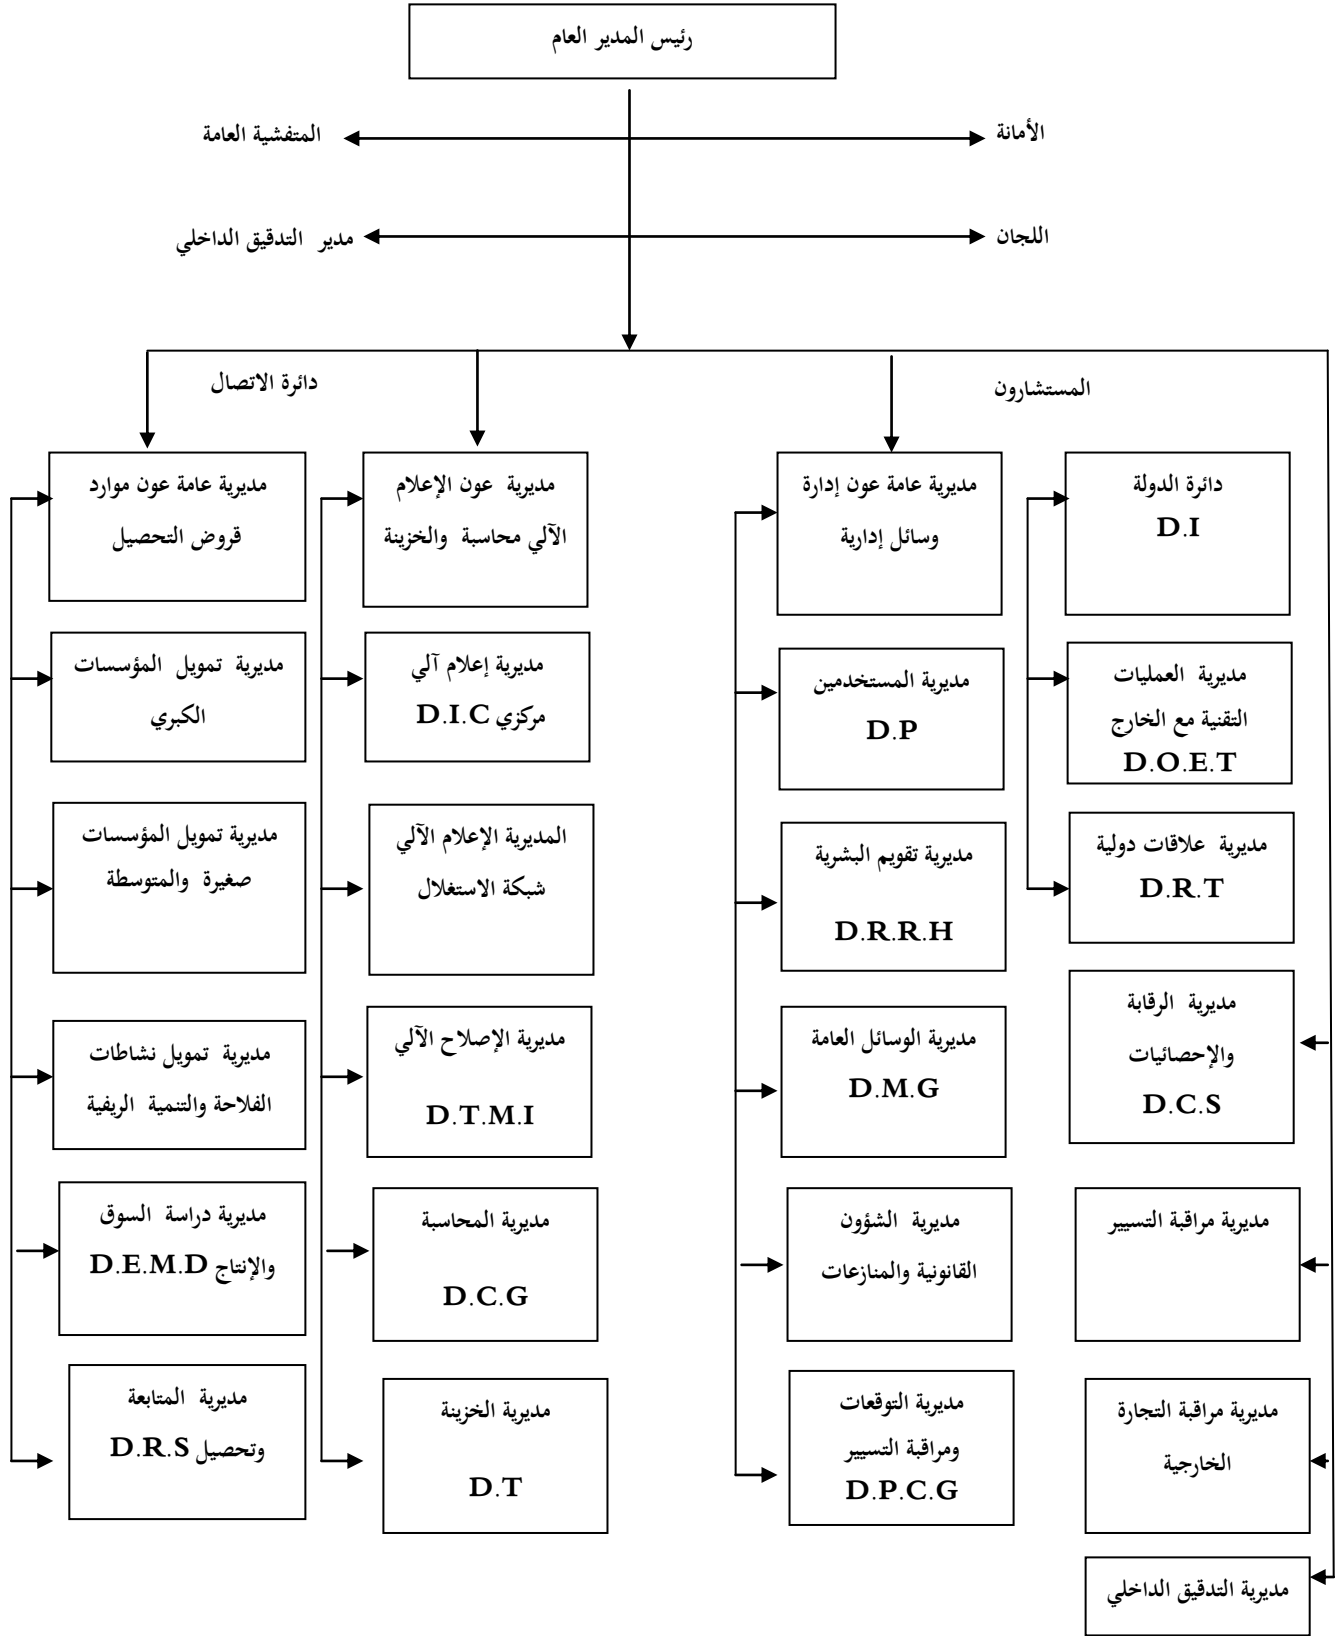 رئيس المدير العام
الأمانة
المتفشية العامة
اللجان
مدير التدقيق الداخلي
المستشارون
دائرة الاتصال
دائرة الدولة
D.I
مديرية العمليات
التقنية مع الخارج
D.O.E.T
مديرية علاقات دولية
D.R.T
مديرية الرقابة
والإحصائيات
D.C.S
مديرية مراقبة التسيير
مديرية مراقبة التجارة
الخارجية
مديرية التدقيق الداخلي
مديرية عامة عون إدارة
وسائل إدارية
مديرية المستخدمين
D.P
مديرية تقويم البشرية
D.R.R.H
مديرية الوسائل العامة
D.M.G
مديرية الشؤون
القانونية والمنازعات
مديرية التوقعات
ومراقبة التسيير
D.P.C.G
مديرية عون الإعلام
الآلي محاسبة والخزينة
مديرية إعلام آلي
مركزي D.I.C
المديرية الإعلام الآلي
شبكة الاستغلال
مديرية الإصلاح الآلي
D.T.M.I
مديرية المحاسبة
D.C.G
مديرية الخزينة
D.T
مديرية عامة عون موارد
قروض التحصيل
مديرية تمويل المؤسسات
الكبري
مديرية تمويل المؤسسات
صغيرة والمتوسطة
مديرية تمويل نشاطات
الفلاحة والتنمية الريفية
مديرية دراسة السوق
والإنتاج D.E.M.D
مديرية المتابعة
وتحصيل D.R.S